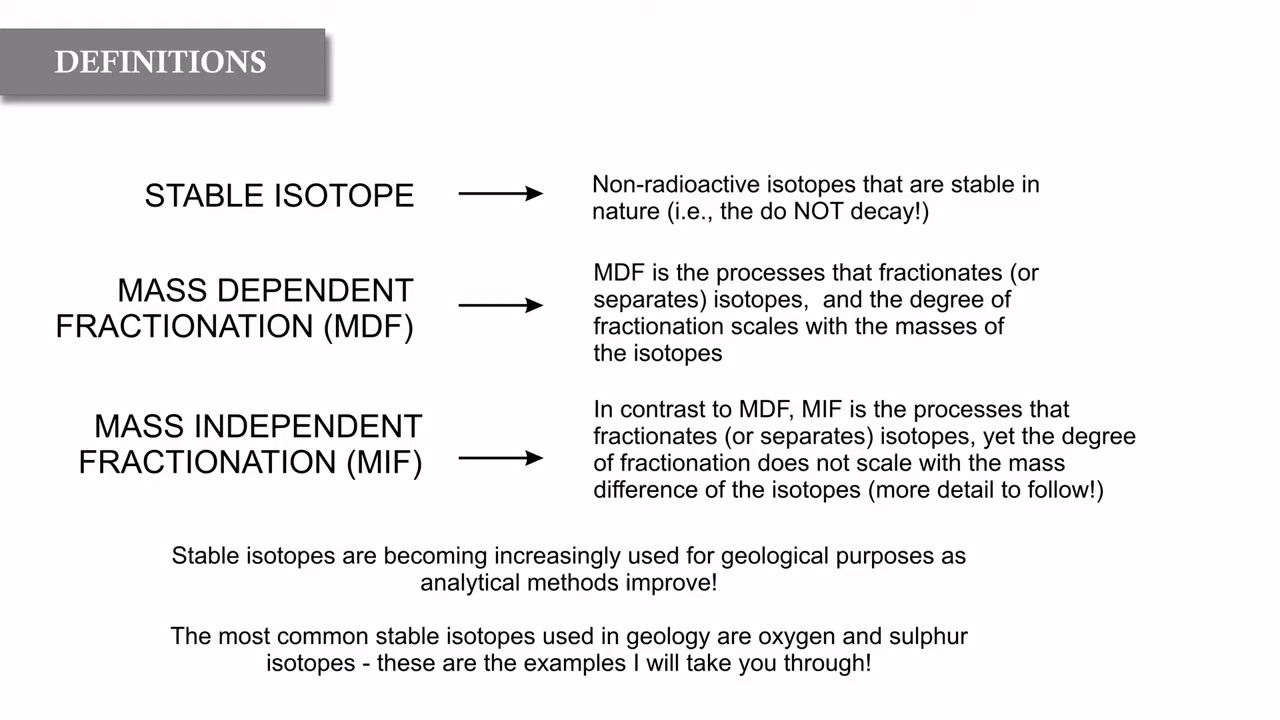 DEFINITIONS
STABLE ISOTOPE
Non-radioactive isotopes that are stable in
nature (i.e., the do NOT decay!)
MASS DEPENDENT
FRACTIONATION (MDF)
MDF is the processes that fractionates (or
separates) isotopes, and the degree of
fractionation scales with the masses of
the isotopes
MASS INDEPENDENT
FRACTIONATION (MIF)
In contrast to MDF, MIF is the processes that
fractionates (or separates) isotopes, yet the degree
of fractionation does not scale with the mass
difference of the isotopes (more detail to follow!)
Stable isotopes are becoming increasingly used for geological purposes as
analytical methods improve!
The most common stable isotopes used in geology are oxygen and sulphur
isotopes - these are the examples I will take you through!